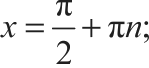 x = π/2 + πn;